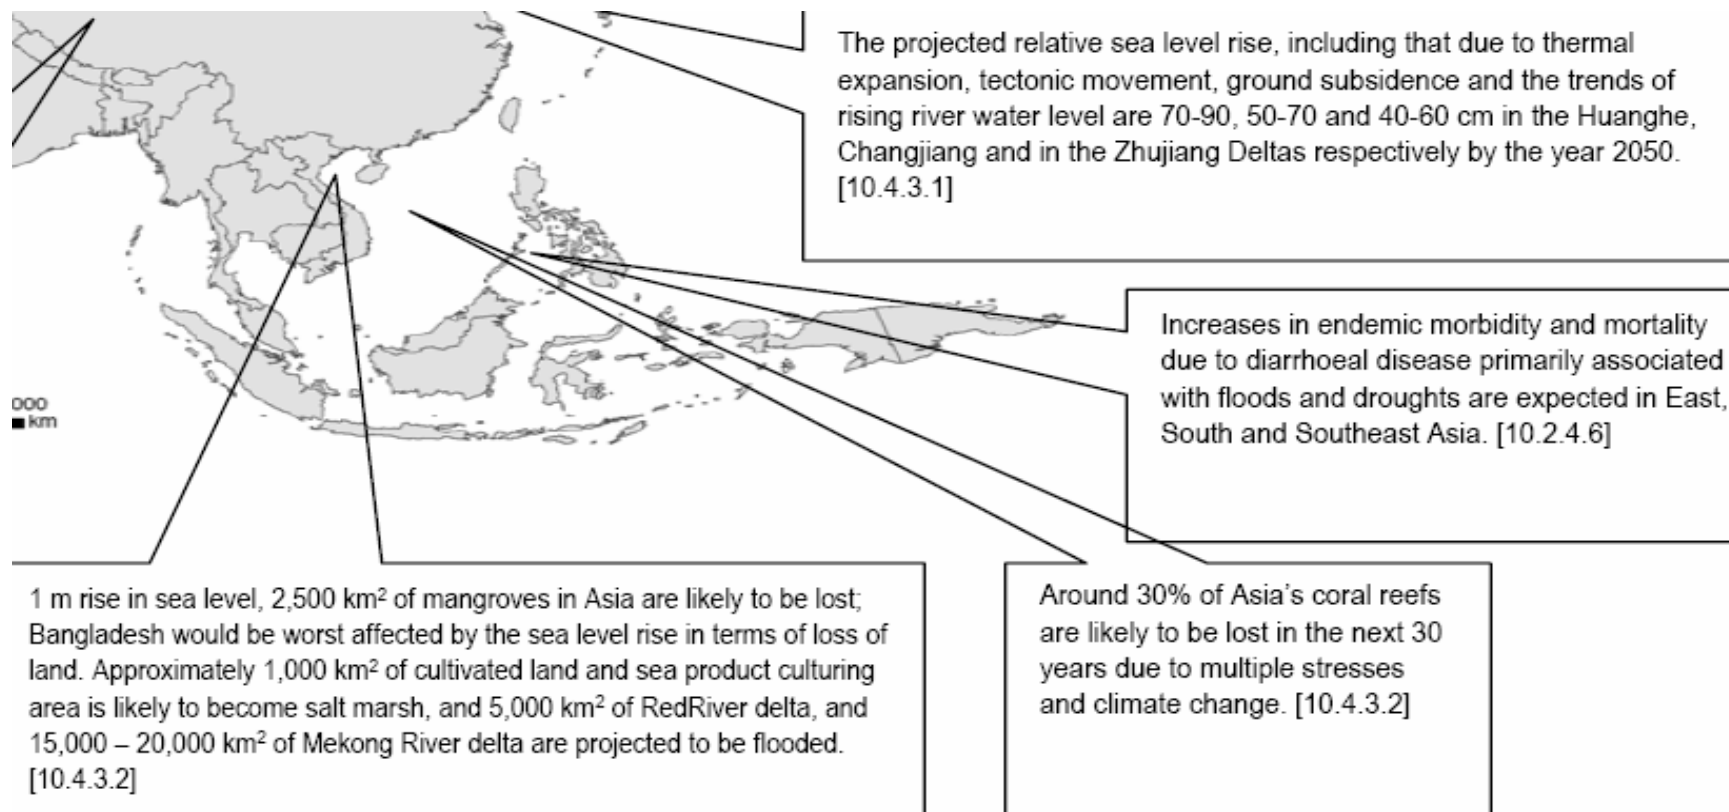 The projected relative sea level rise, including that due to thermal
expansion, tectonic movement, ground subsidence and the trends of
rising river water level are 70-90, 50-70 and 40-60 cm in the Huanghe,
Changjiang and in the Zhujiang Deltas respectively by the year 2050.
[10.4.3.1]
Increases in endemic morbidity and mortality
due to diarrhoeal disease primarily associated
with floods and droughts are expected in East,
South and Southeast Asia. [10.2.4.6]
000
km
1 m rise in sea level, 2,500 km² of mangroves in Asia are likely to be lost;
Bangladesh would be worst affected by the sea level rise in terms of loss of
land. Approximately 1,000 km² of cultivated land and sea product culturing
area is likely to become salt marsh, and 5,000 km² of RedRiver delta, and
15,000 – 20,000 km² of Mekong River delta are projected to be flooded.
[10.4.3.2]
Around 30% of Asia's coral reefs
are likely to be lost in the next 30
years due to multiple stresses
and climate change. [10.4.3.2]